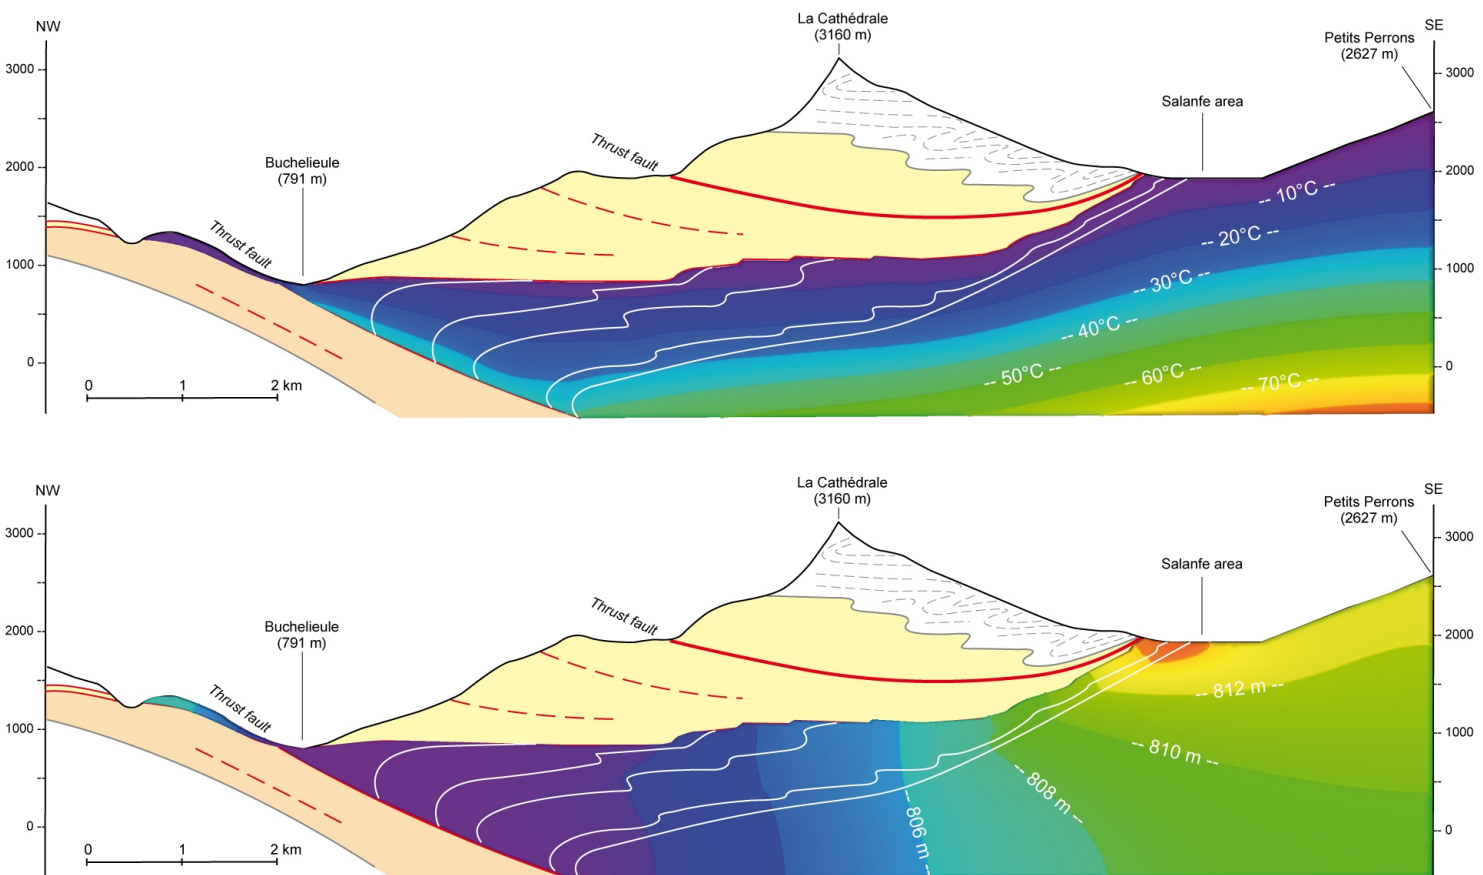 NW
La Cathédrale
(3160 m)
SE
Petits Perrons
(2627 m)
3000
3000
Salanfe area
Thrust fault
Buchelieule
(791 m)
2000
2000
10°C
Thrust fault
20°C
1000
1000
30°C
40°C
50°C
60°C
70°C
0
0
0 1 2 km
NW
La Cathédrale
(3160 m)
SE
Petits Perrons
(2627 m)
3000
3000
Salanfe area
Thrust fault
Buchelieule
(791 m)
2000
2000
812 m
Thrust fault
1000
1000
810 m
808 m
806 m
0
0
0 1 2 km